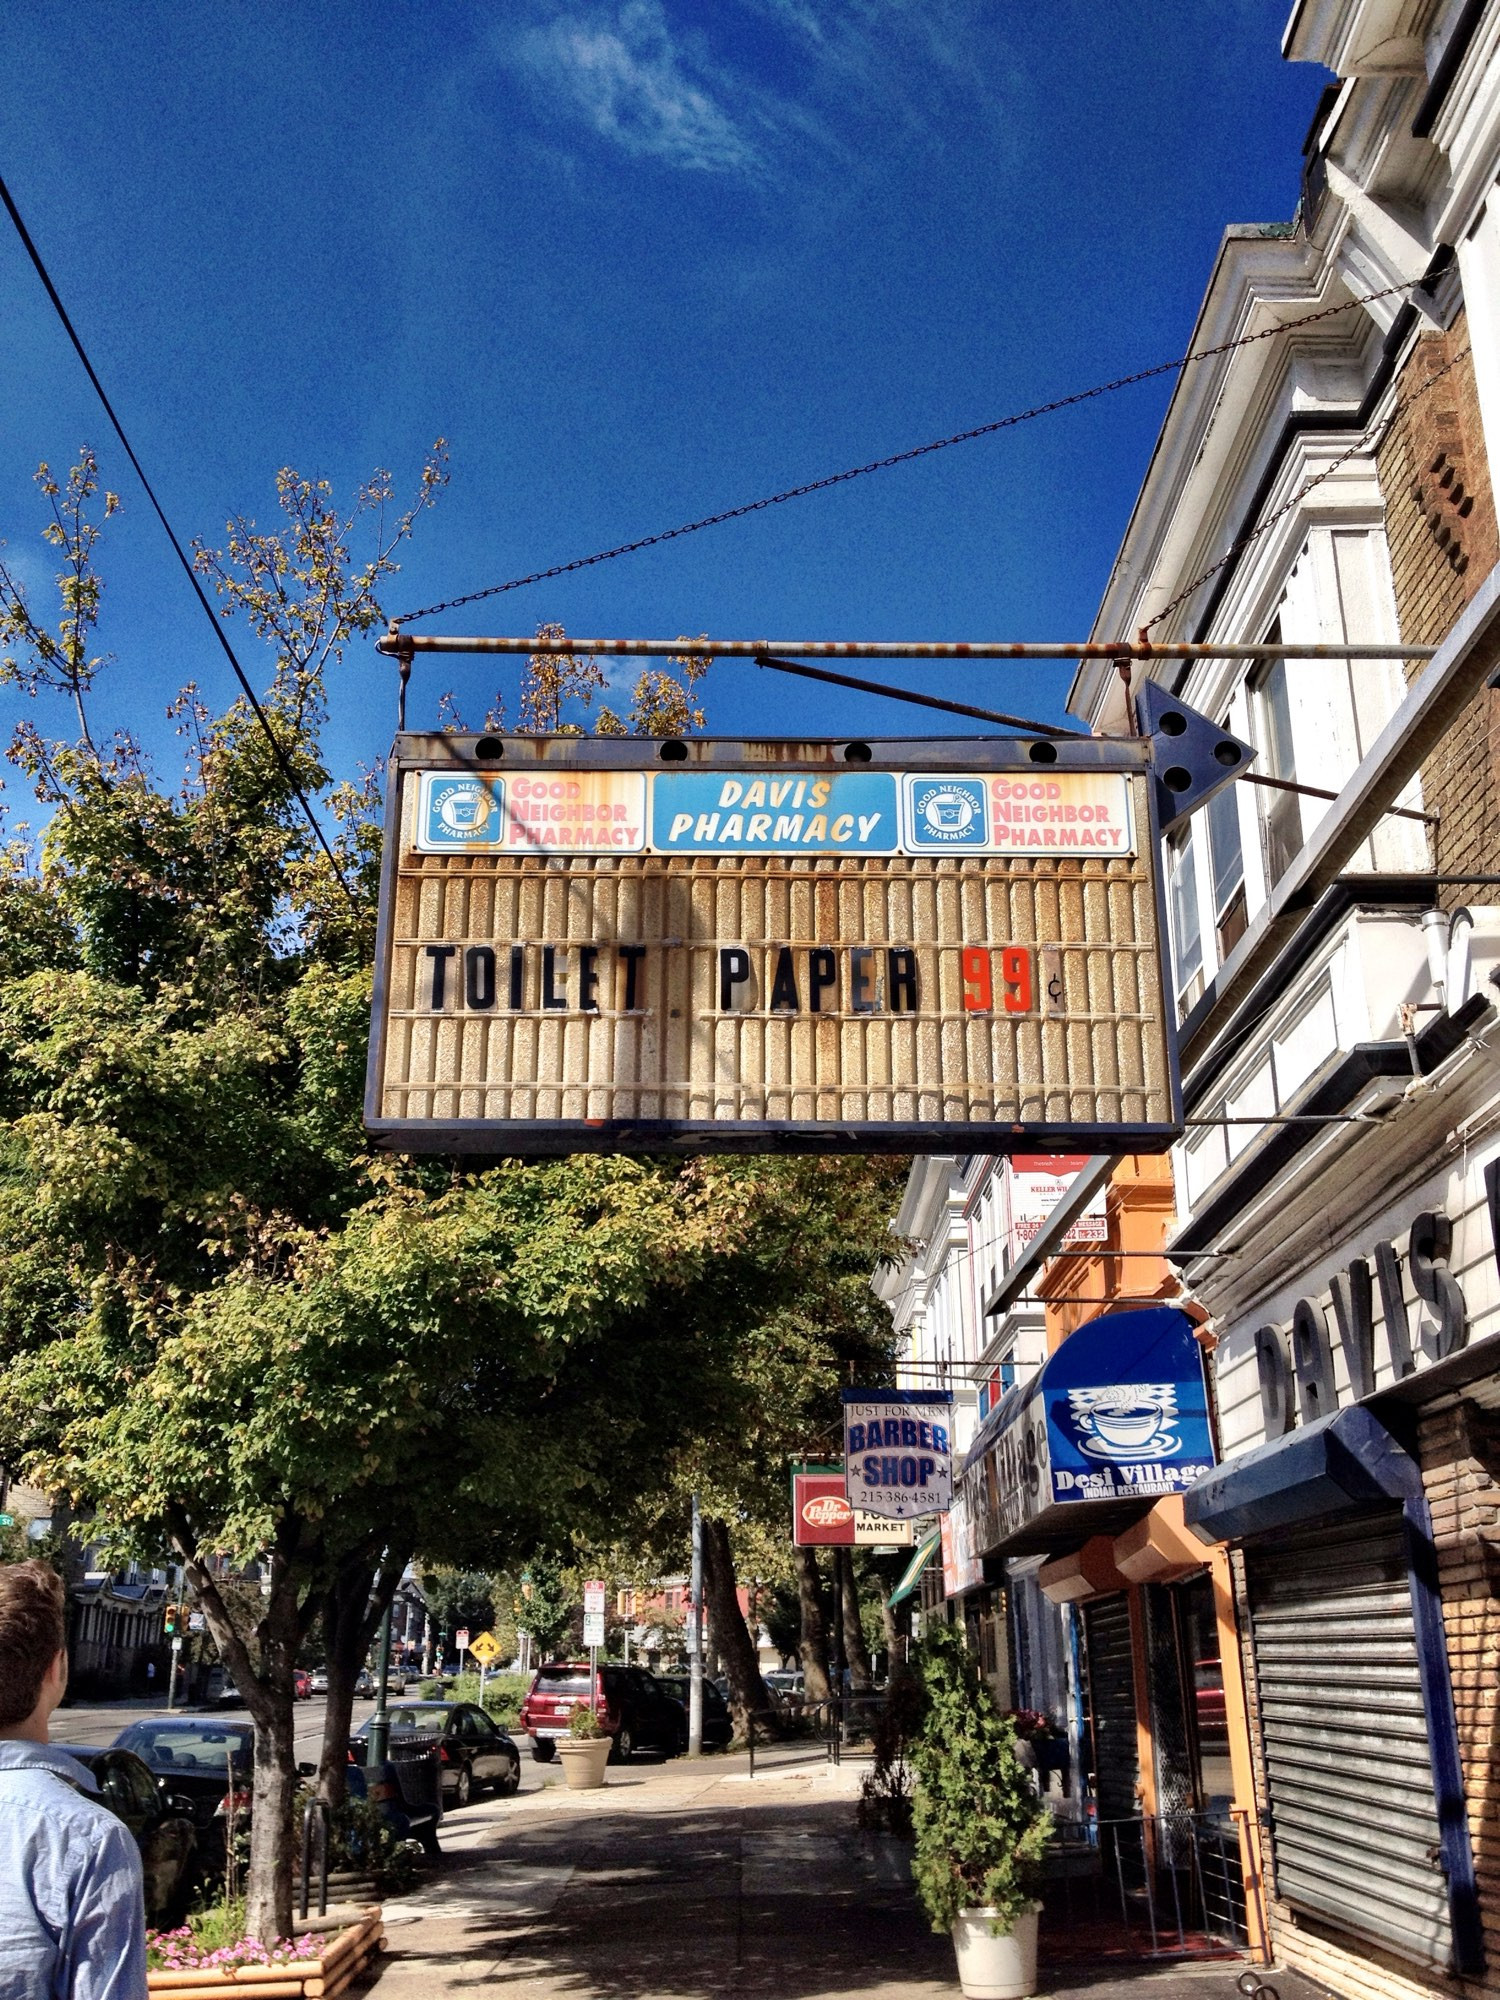 GOOD NEIGHBOR PHARMACY
GOOD
NEIGHBOR
PHARMACY
DAVIS
PHARMACY
GOOD NEIGHBOR PHARMACY
GOOD
NEIGHBOR
PHARMACY
TOILET PAPER 99¢
DAVIS
JUST FOR MEN
BARBER
SHOP
215·386·4581
Desi Village
INDIAN RESTAURANT
Village
Dr Pepper
MARKET